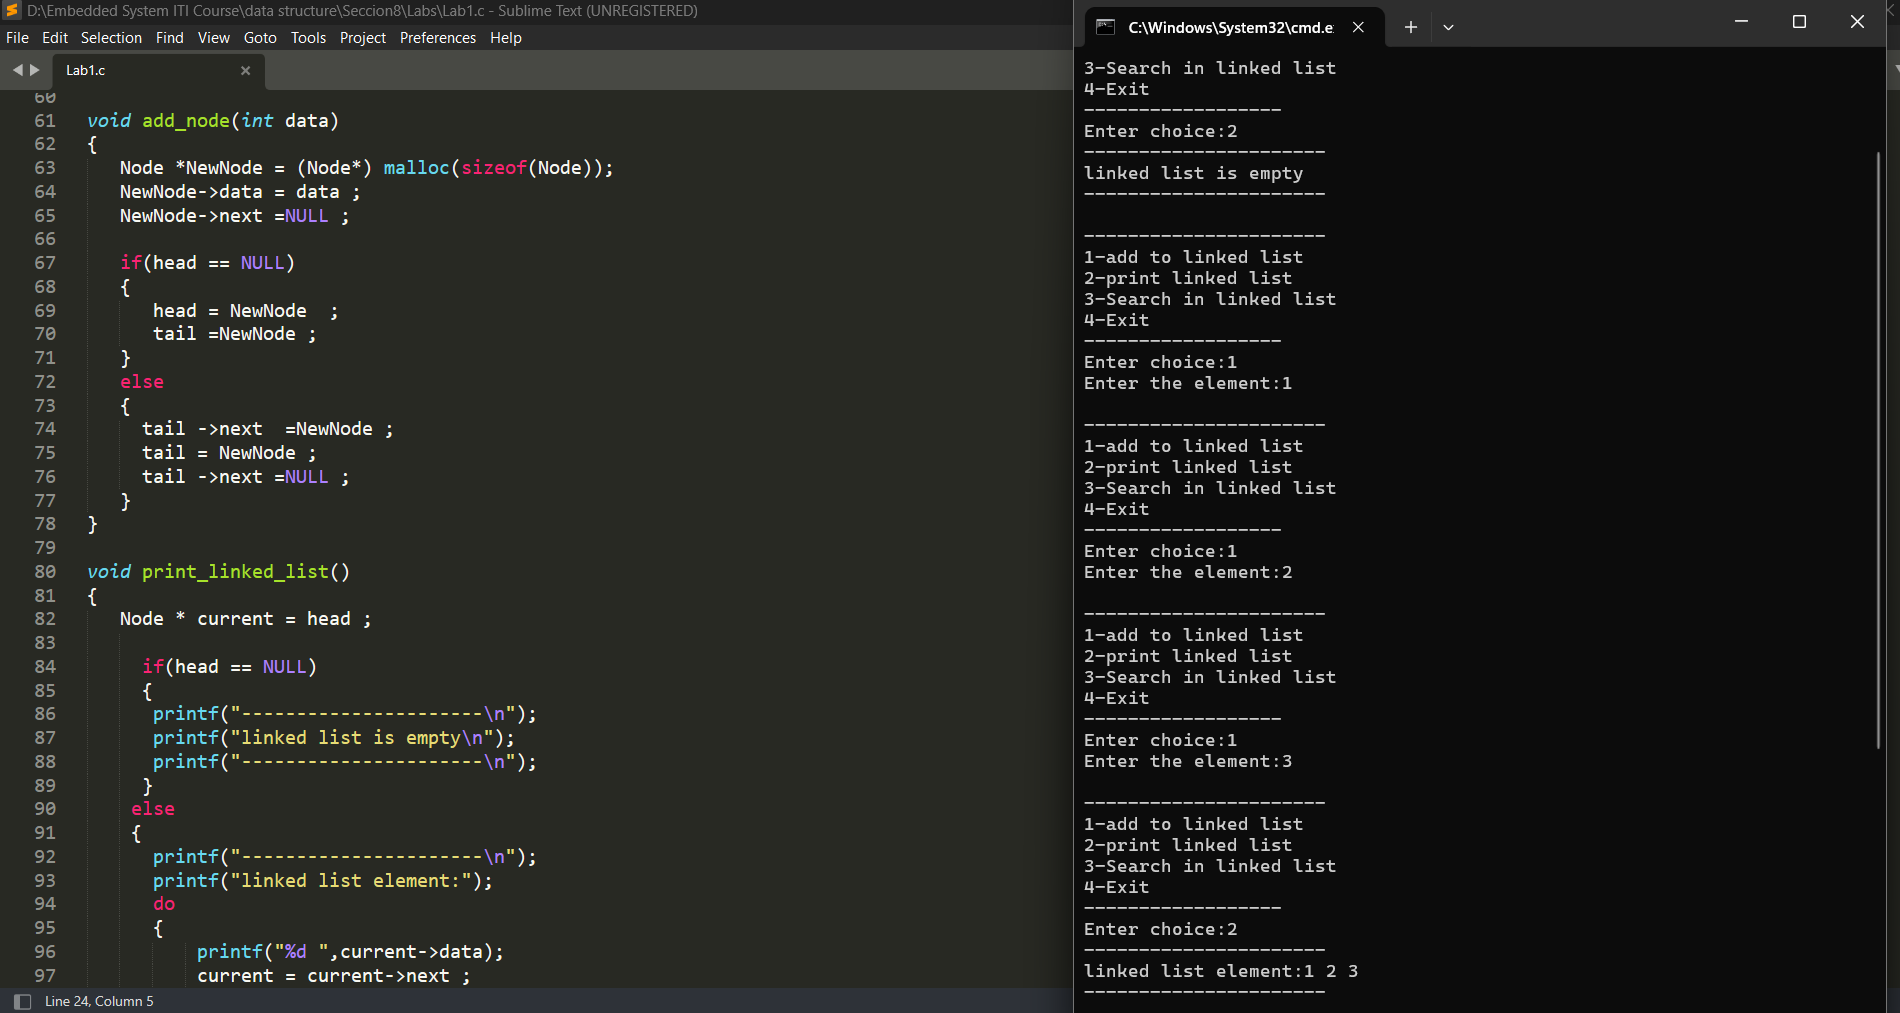 D:\Embedded System ITI Course\data structure\Seccion8\Labs\Lab1.c - Sublime Text (UNREGISTERED)
File Edit Selection Find View Goto Tools Project Preferences Help
Lab1.c
60
61 void add_node(int data)
62 {
63 Node *NewNode = (Node*) malloc(sizeof(Node));
64 NewNode->data = data ;
65 NewNode->next =NULL ;
66
67 if(head == NULL)
68 {
69 head = NewNode  ;
70 tail =NewNode ;
71 }
72 else
73 {
74 tail ->next  =NewNode ;
75 tail = NewNode ;
76 tail ->next =NULL ;
77 }
78 }
79
80 void print_linked_list()
81 {
82 Node * current = head ;
83
84 if(head == NULL)
85 {
86 printf("----------------------\n");
87 printf("linked list is empty\n");
88 printf("----------------------\n");
89 }
90 else
91 {
92 printf("----------------------\n");
93 printf("linked list element:");
94 do
95 {
96 printf("%d ",current->data);
97 current = current->next ;
Line 24, Column 5
C:\Windows\System32\cmd.e
3-Search in linked list
4-Exit
------------------
Enter choice:2
----------------------
linked list is empty
----------------------
----------------------
1-add to linked list
2-print linked list
3-Search in linked list
4-Exit
------------------
Enter choice:1
Enter the element:1
----------------------
1-add to linked list
2-print linked list
3-Search in linked list
4-Exit
------------------
Enter choice:1
Enter the element:2
----------------------
1-add to linked list
2-print linked list
3-Search in linked list
4-Exit
------------------
Enter choice:1
Enter the element:3
----------------------
1-add to linked list
2-print linked list
3-Search in linked list
4-Exit
------------------
Enter choice:2
----------------------
linked list element:1 2 3
----------------------